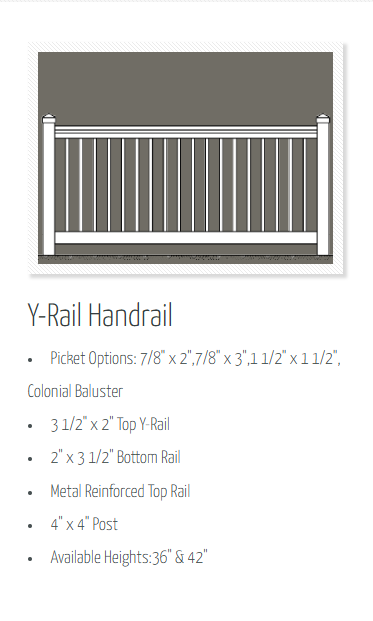 Y-Rail Handrail
• Picket Options: 7/8" x 2",7/8" x 3",1 1/2" x 1 1/2",
Colonial Baluster
• 3 1/2" x 2" Top Y-Rail
• 2" x 3 1/2" Bottom Rail
• Metal Reinforced Top Rail
• 4" x 4" Post
• Available Heights:36" & 42"